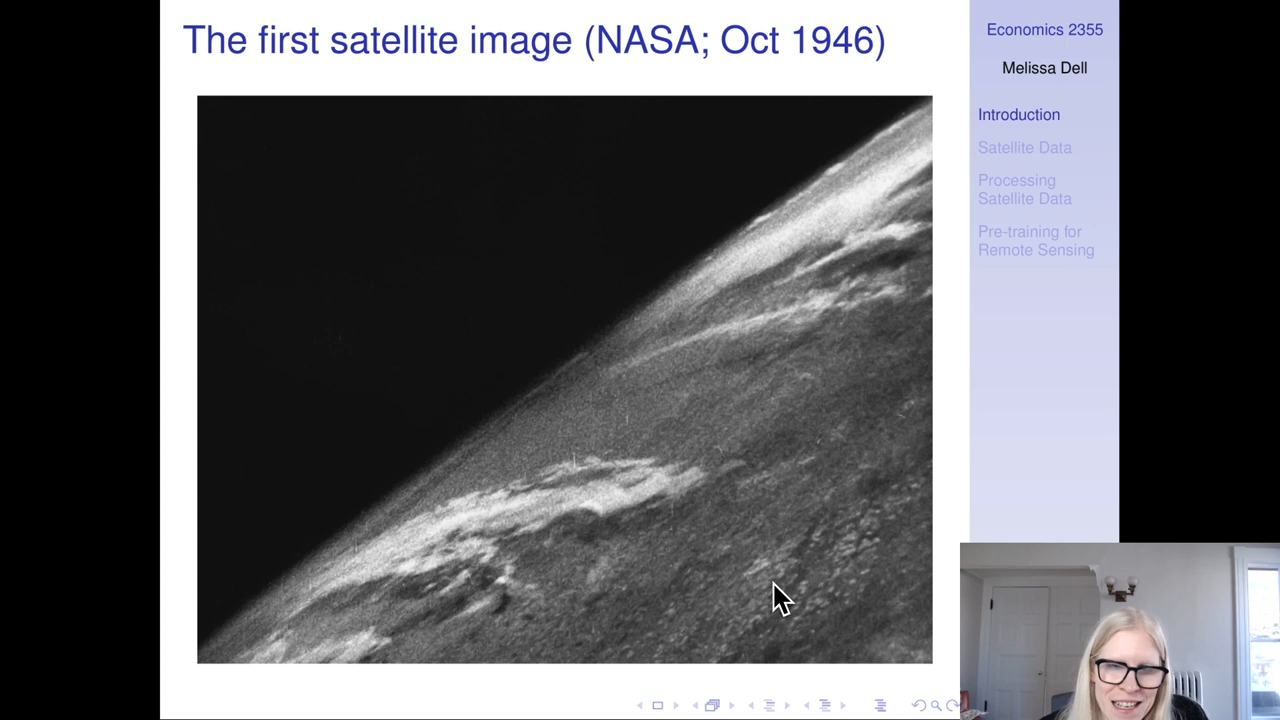 The first satellite image (NASA; Oct 1946)
Economics 2355
Melissa Dell
Introduction
Satellite Data
Processing
Satellite Data
Pre-training for
Remote Sensing